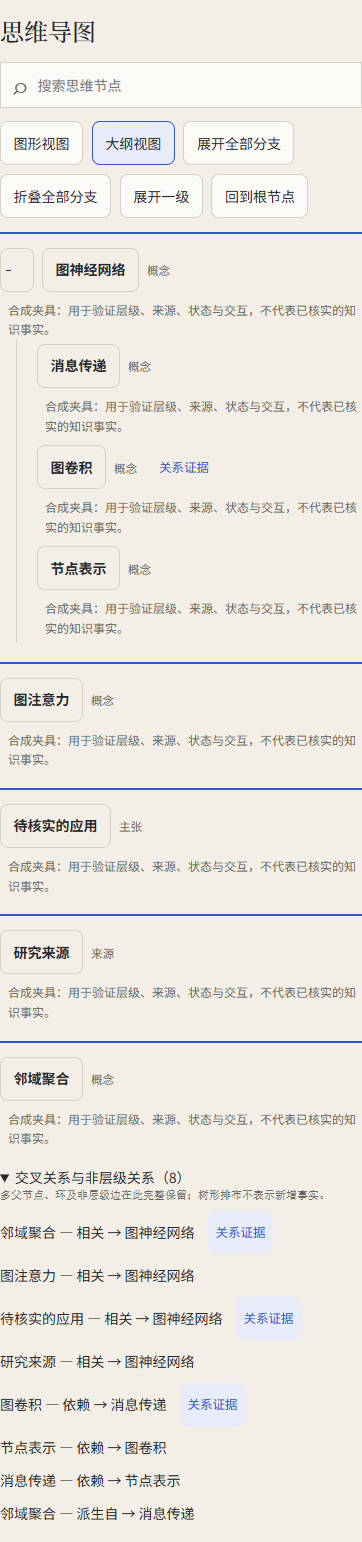 思维导图
搜索思维节点
图形视图 大纲视图 展开全部分支
折叠全部分支 展开一级 回到根节点
- 图神经网络 概念
合成夹具：用于验证层级、来源、状态与交互，不代表已核实的知
识事实。
消息传递 概念
合成夹具：用于验证层级、来源、状态与交互，不代表已核
实的知识事实。
图卷积 概念 关系证据
合成夹具：用于验证层级、来源、状态与交互，不代表已核
实的知识事实。
节点表示 概念
合成夹具：用于验证层级、来源、状态与交互，不代表已核
实的知识事实。
图注意力 概念
合成夹具：用于验证层级、来源、状态与交互，不代表已核实的知
识事实。
待核实的应用 主张
合成夹具：用于验证层级、来源、状态与交互，不代表已核实的知
识事实。
研究来源 来源
合成夹具：用于验证层级、来源、状态与交互，不代表已核实的知
识事实。
邻域聚合 概念
合成夹具：用于验证层级、来源、状态与交互，不代表已核实的知
识事实。
▼ 交叉关系与非层级关系（8）
多父节点、环及非层级边在此完整保留；树形排布不表示新增事实。
邻域聚合 — 相关 → 图神经网络 关系证据
图注意力 — 相关 → 图神经网络
待核实的应用 — 相关 → 图神经网络 关系证据
研究来源 — 相关 → 图神经网络
图卷积 — 依赖 → 消息传递 关系证据
节点表示 — 依赖 → 图卷积
消息传递 — 依赖 → 节点表示
邻域聚合 — 派生自 → 消息传递